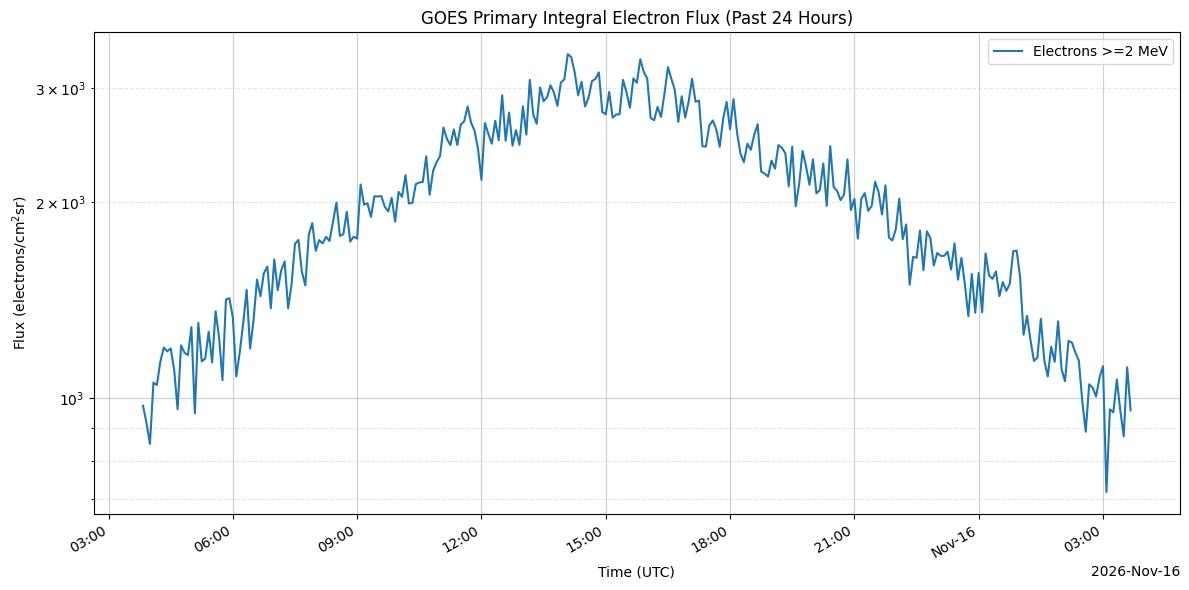 GOES Primary Integral Electron Flux (Past 24 Hours)
Electrons >=2 MeV
3 × 10³
2 × 10³
10³
Flux (electrons/cm²sr)
03:00
06:00
09:00
12:00
15:00
18:00
21:00
Nov-16
03:00
Time (UTC)
2026-Nov-16